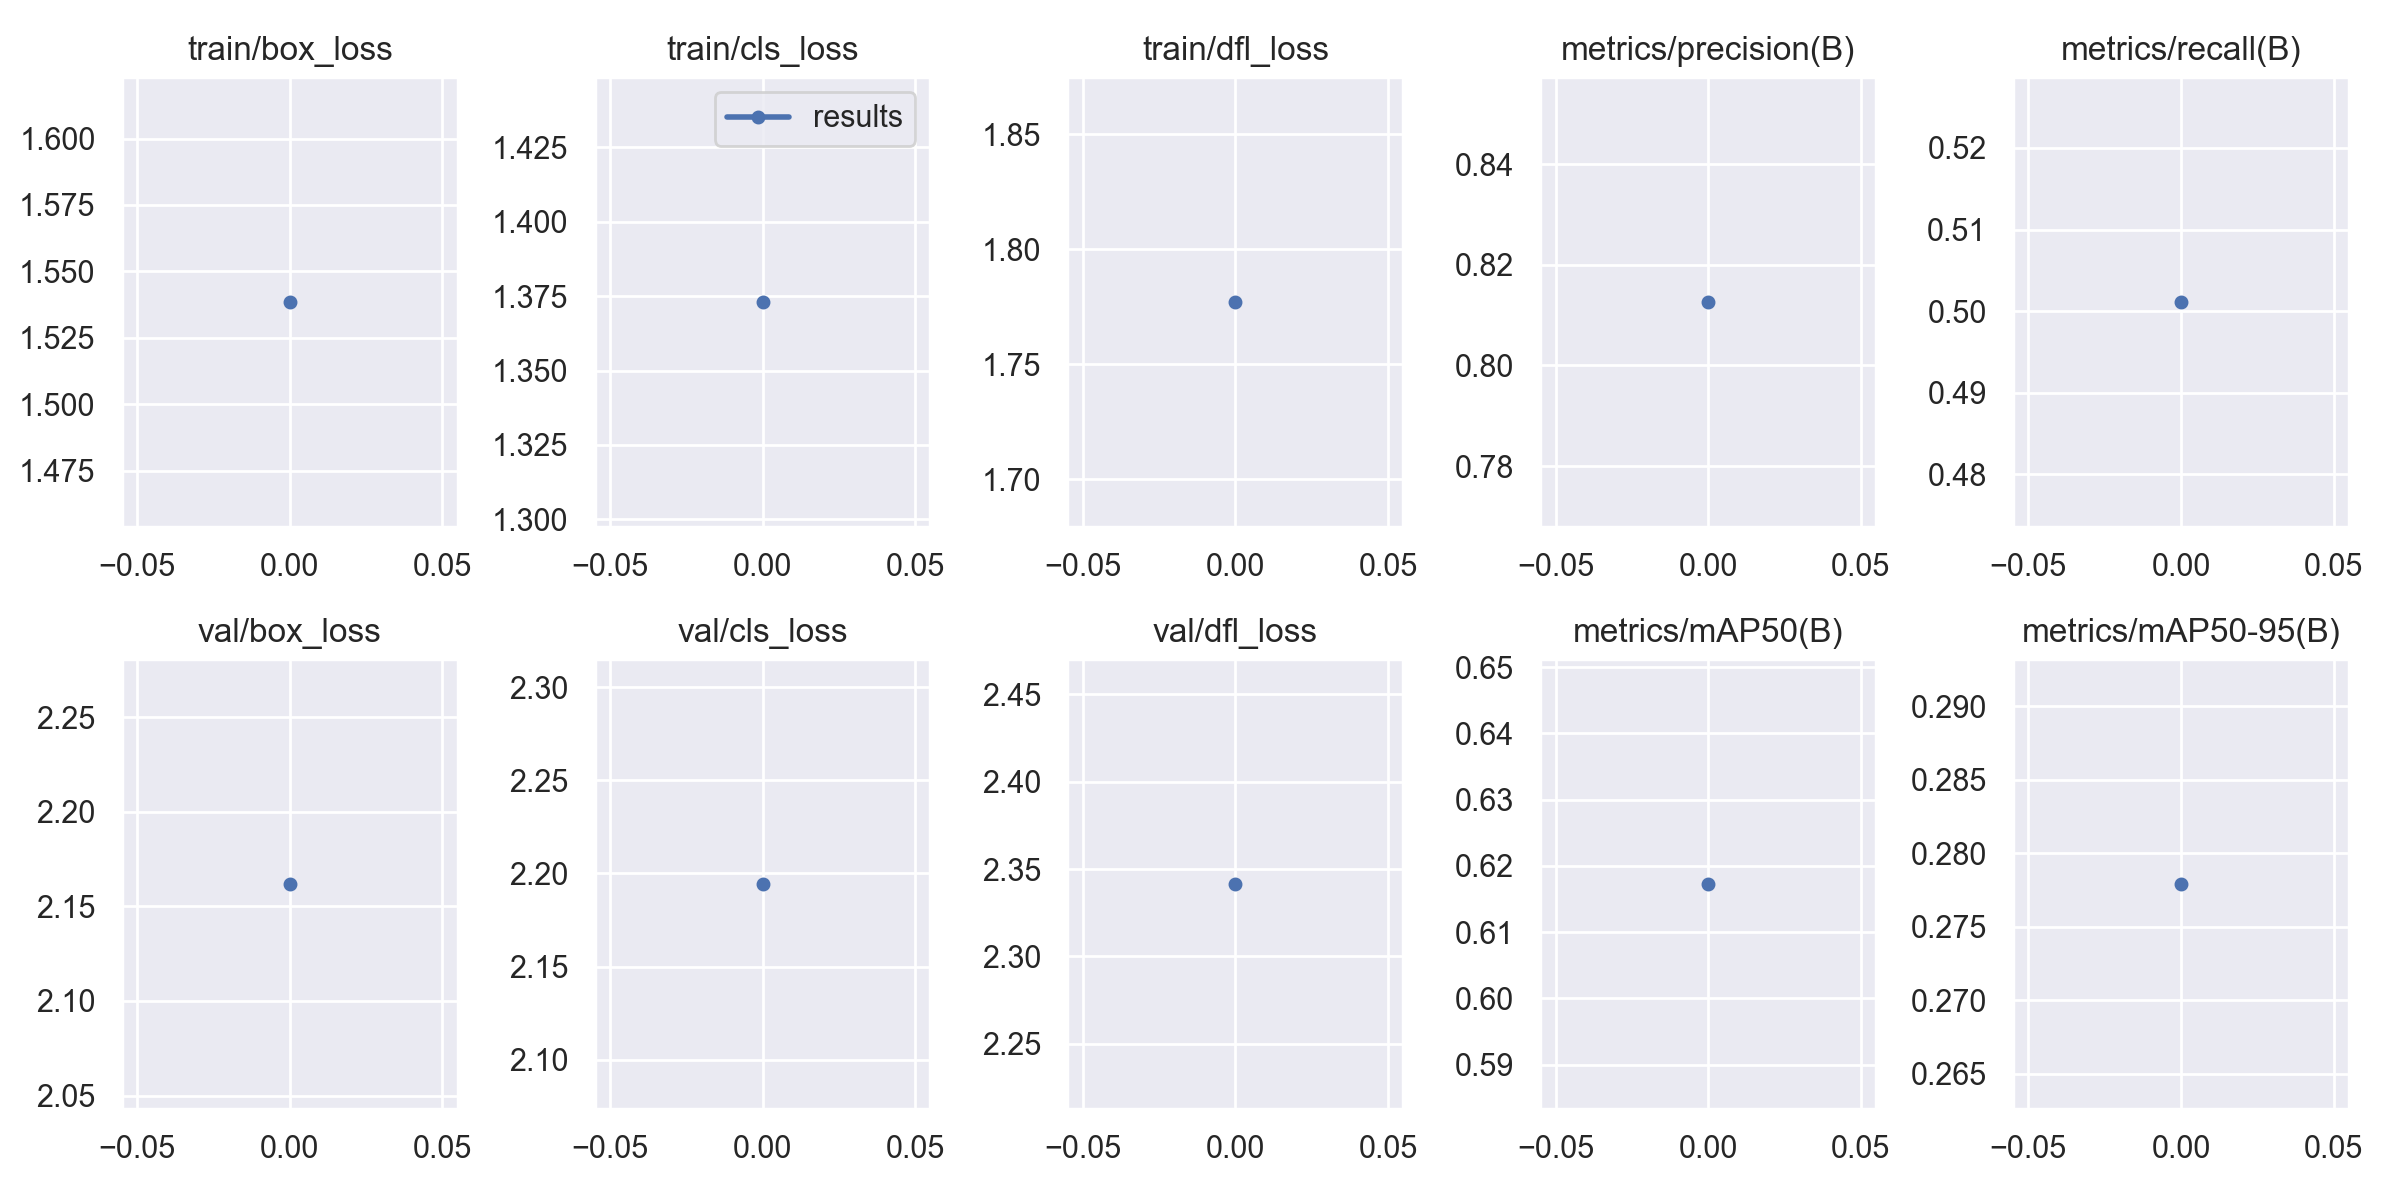 train/box_loss
1.600
1.575
1.550
1.525
1.500
1.475
−0.05 0.00 0.05
train/cls_loss
results
1.425
1.400
1.375
1.350
1.325
1.300
−0.05 0.00 0.05
train/dfl_loss
1.85
1.80
1.75
1.70
−0.05 0.00 0.05
metrics/precision(B)
0.84
0.82
0.80
0.78
−0.05 0.00 0.05
metrics/recall(B)
0.52
0.51
0.50
0.49
0.48
−0.05 0.00 0.05
val/box_loss
2.25
2.20
2.15
2.10
2.05
−0.05 0.00 0.05
val/cls_loss
2.30
2.25
2.20
2.15
2.10
−0.05 0.00 0.05
val/dfl_loss
2.45
2.40
2.35
2.30
2.25
−0.05 0.00 0.05
metrics/mAP50(B)
0.65
0.64
0.63
0.62
0.61
0.60
0.59
−0.05 0.00 0.05
metrics/mAP50-95(B)
0.290
0.285
0.280
0.275
0.270
0.265
−0.05 0.00 0.05